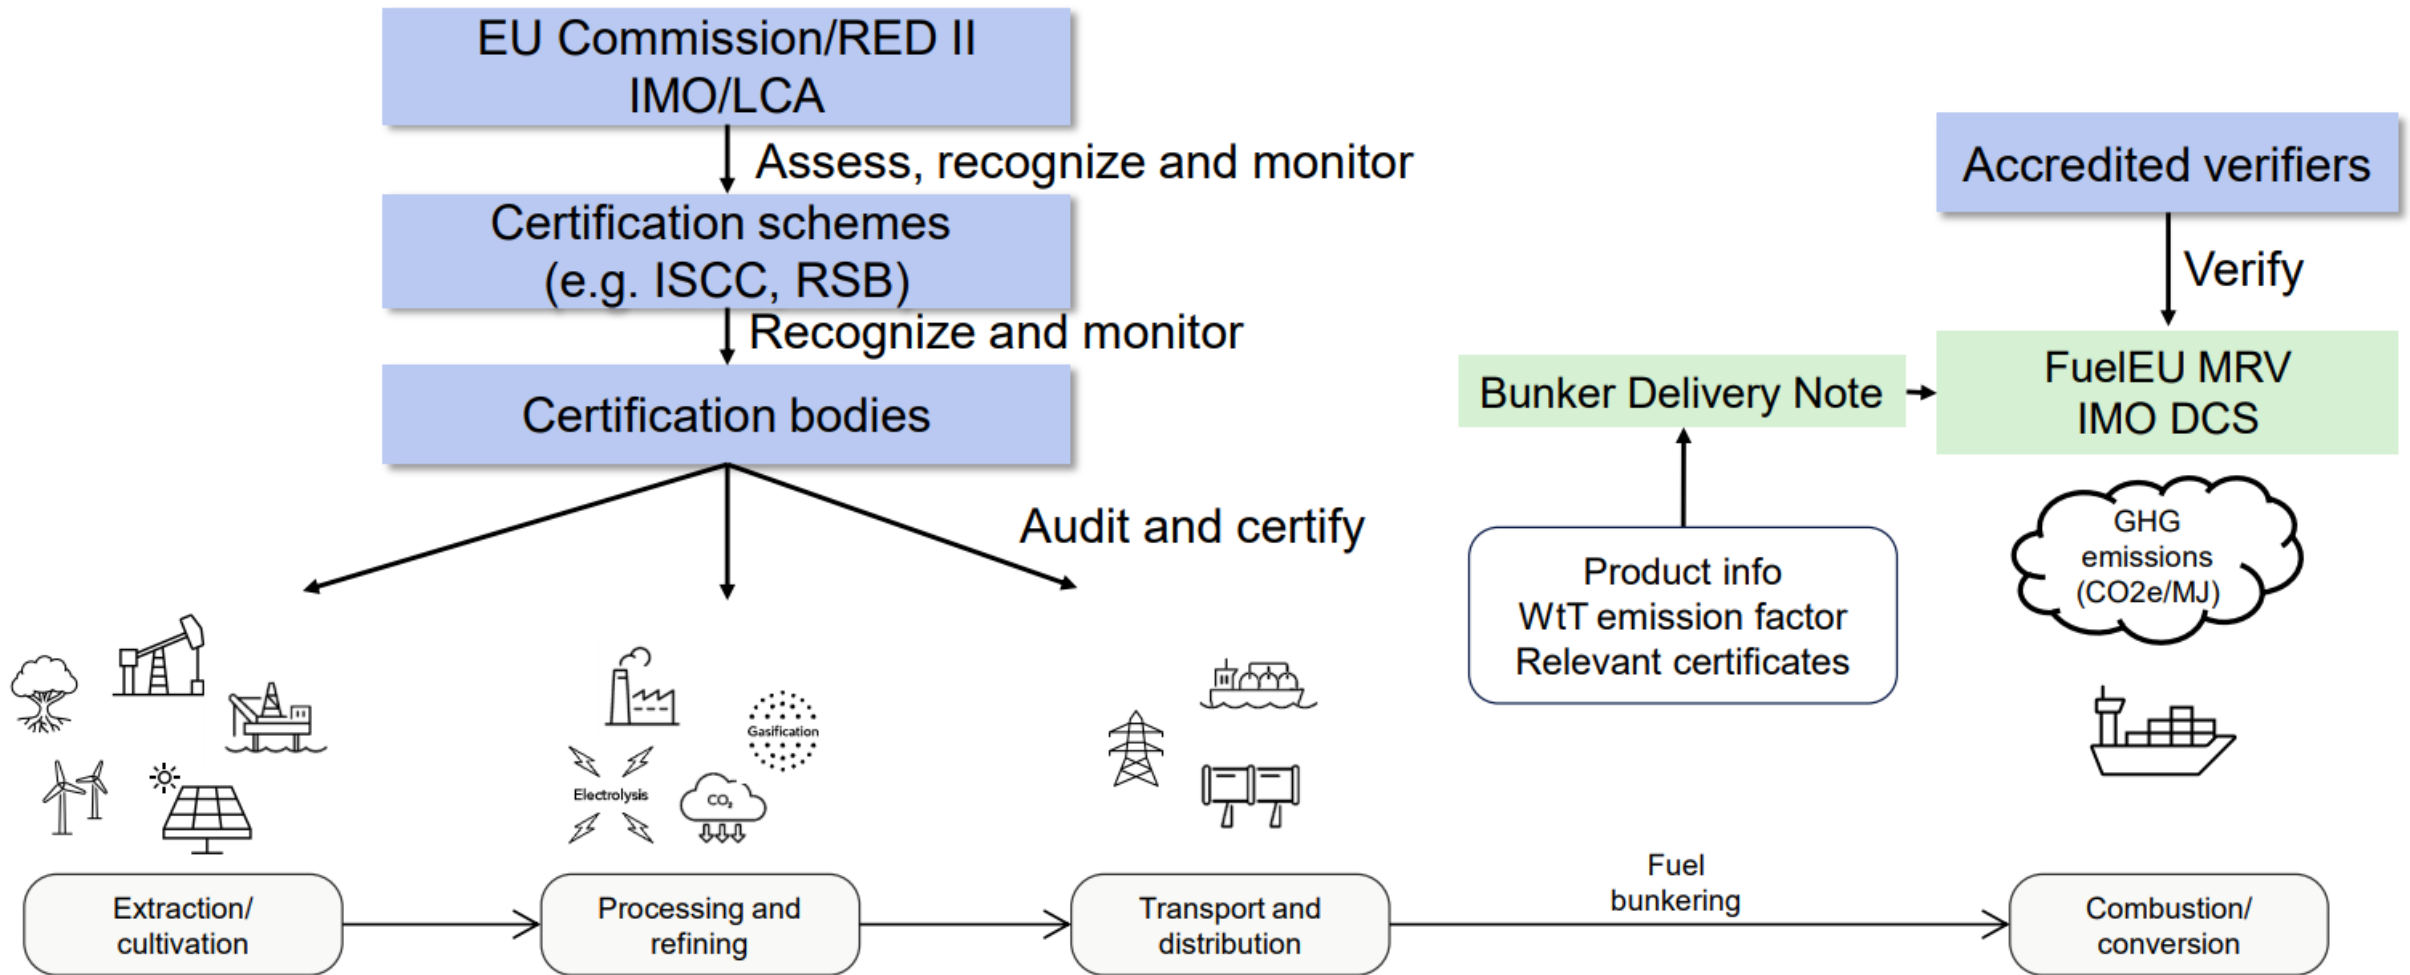 EU Commission/RED II
IMO/LCA
Assess, recognize and monitor
Certification schemes
(e.g. ISCC, RSB)
Recognize and monitor
Certification bodies
Audit and certify
Accredited verifiers
Verify
Bunker Delivery Note
FuelEU MRV
IMO DCS
Product info
WtT emission factor
Relevant certificates
GHG
emissions
(CO2e/MJ)
Gasification
Electrolysis
CO₂
Extraction/
cultivation
Processing and
refining
Transport and
distribution
Fuel
bunkering
Combustion/
conversion